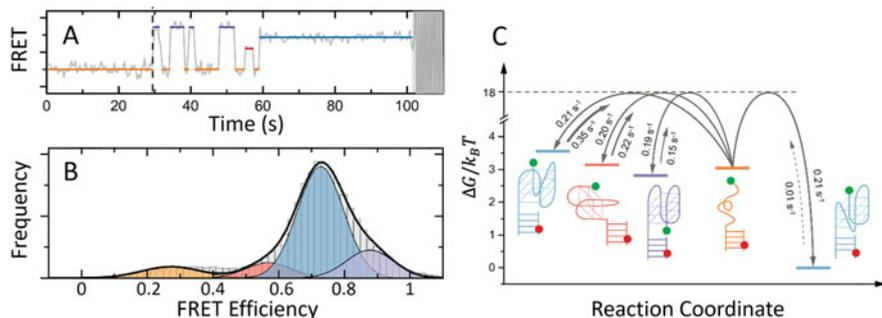 A
FRET
0 20 40 60 80 100
Time (s)
B
Frequency
0 0.2 0.4 0.6 0.8 1
FRET Efficiency
C
ΔG/k_BT
18
4
3
2
1
0
0.21 s⁻¹
0.35 s⁻¹
0.20 s⁻¹
0.22 s⁻¹
0.19 s⁻¹
0.15 s⁻¹
0.01 s⁻¹
0.21 s⁻¹
Reaction Coordinate